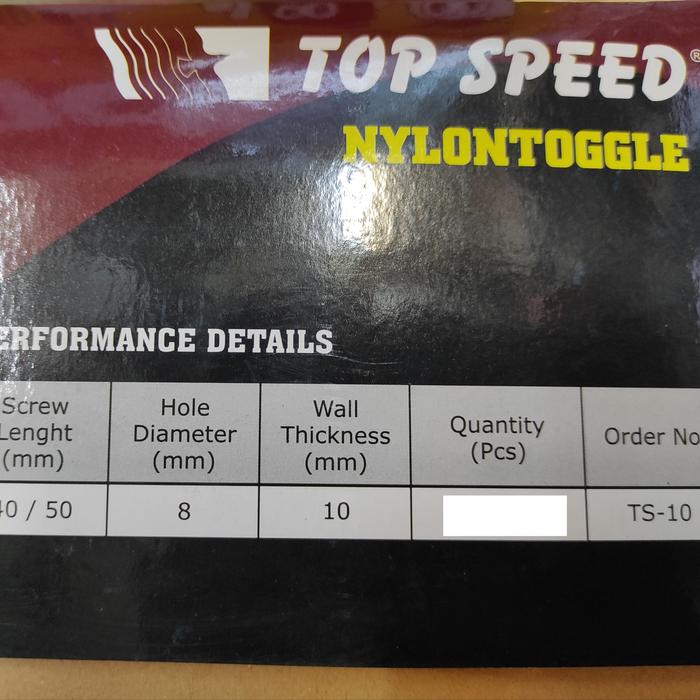 TOP SPEED®
NYLONTOGGLE
ERFORMANCE DETAILS
Screw Lenght (mm)
Hole Diameter (mm)
Wall Thickness (mm)
Quantity (Pcs)
Order No
40 / 50
8
10
TS-10